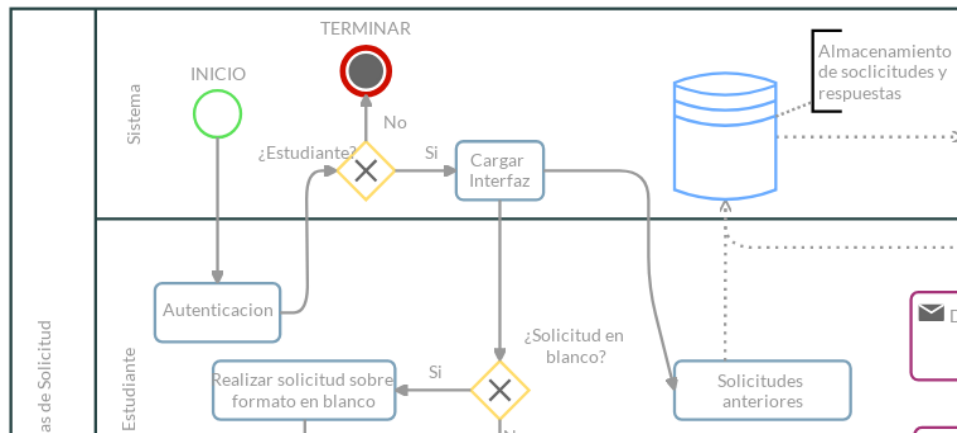 TERMINAR
INICIO
Almacenamiento
de soclicitudes y
respuestas
Sistema
No
¿Estudiante?
Si
Cargar
Interfaz
Autenticacion
¿Solicitud en
blanco?
as de Solicitud
Estudiante
Realizar solicitud sobre
formato en blanco
Si
Solicitudes
anteriores
D